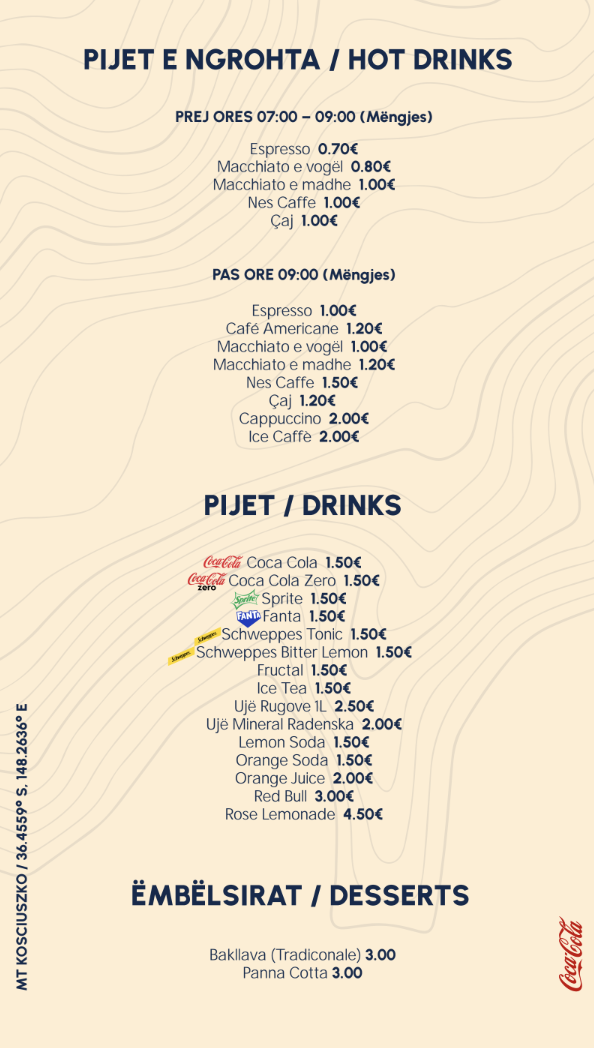 PIJET E NGROHTA / HOT DRINKS
PREJ ORES 07:00 – 09:00 (Mëngjes)
Espresso 0.70€
Macchiato e vogël 0.80€
Macchiato e madhe 1.00€
Nes Caffe 1.00€
Çaj 1.00€
PAS ORE 09:00 (Mëngjes)
Espresso 1.00€
Café Americane 1.20€
Macchiato e vogël 1.00€
Macchiato e madhe 1.20€
Nes Caffe 1.50€
Çaj 1.20€
Cappuccino 2.00€
Ice Caffè 2.00€
PIJET / DRINKS
Coca-Cola Coca Cola 1.50€
Coca-Cola zero Coca Cola Zero 1.50€
Sprite Sprite 1.50€
FANTA Fanta 1.50€
Schweppes Schweppes Tonic 1.50€
Schweppes Schweppes Bitter Lemon 1.50€
Fructal 1.50€
Ice Tea 1.50€
Ujë Rugove 1L 2.50€
Ujë Mineral Radenska 2.00€
Lemon Soda 1.50€
Orange Soda 1.50€
Orange Juice 2.00€
Red Bull 3.00€
Rose Lemonade 4.50€
ËMBËLSIRAT / DESSERTS
Bakllava (Tradiconale) 3.00
Panna Cotta 3.00
MT KOSCIUSZKO / 36.4559° S. 148.2636° E
Coca-Cola